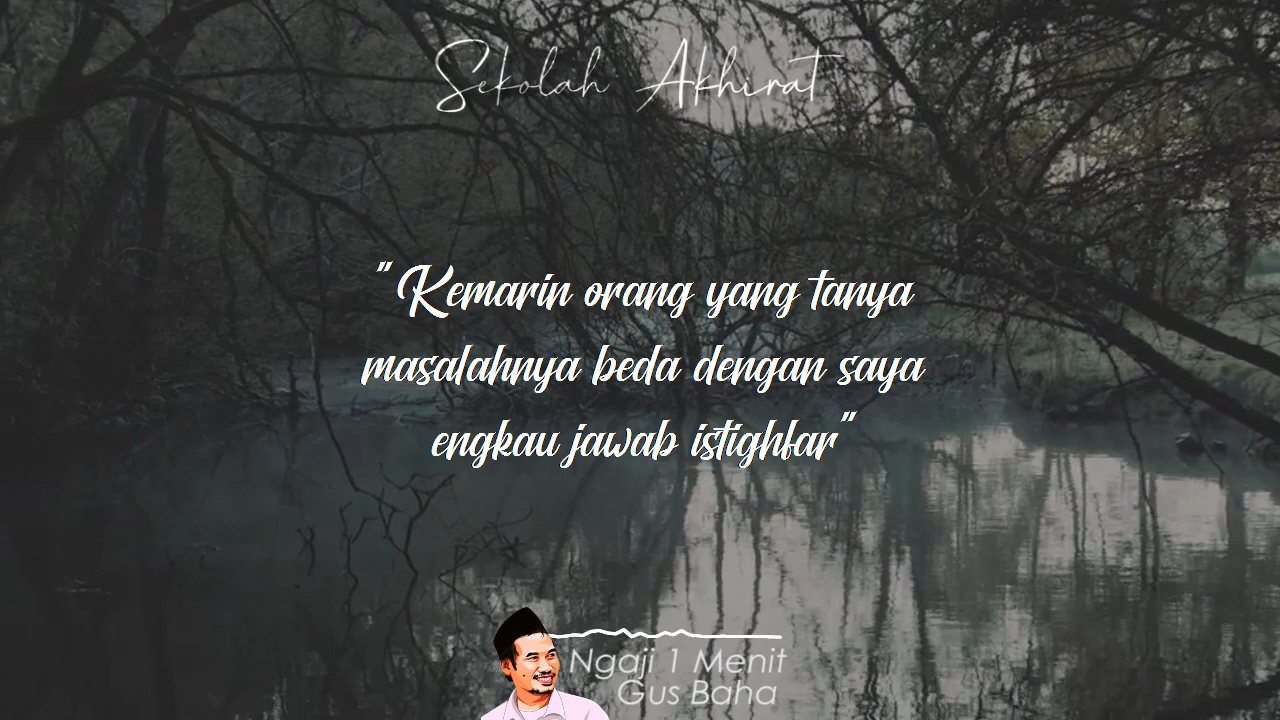 Sekolah Akhirat
"Kemarin orang yang tanya
masalahnya beda dengan saya
engkau jawab istighfar"
Ngaji 1 Menit
Gus Baha